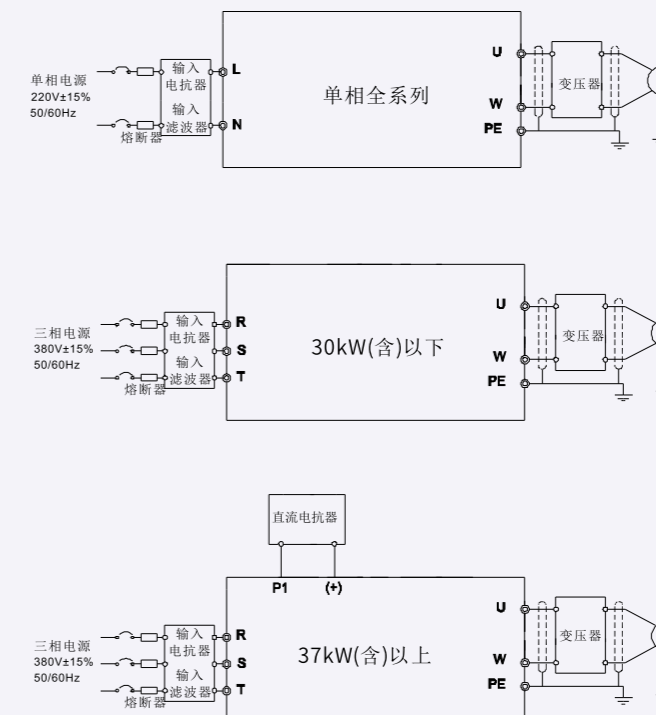 单相电源
220V±15%
50/60Hz
熔断器
输入
电抗器
输入
滤波器
L
N
单相全系列
U
W
PE
变压器
三相电源
380V±15%
50/60Hz
熔断器
输入
电抗器
输入
滤波器
R
S
T
30kW(含)以下
U
W
PE
变压器
直流电抗器
P1 (+)
三相电源
380V±15%
50/60Hz
熔断器
输入
电抗器
输入
滤波器
R
S
T
37kW(含)以上
U
W
PE
变压器